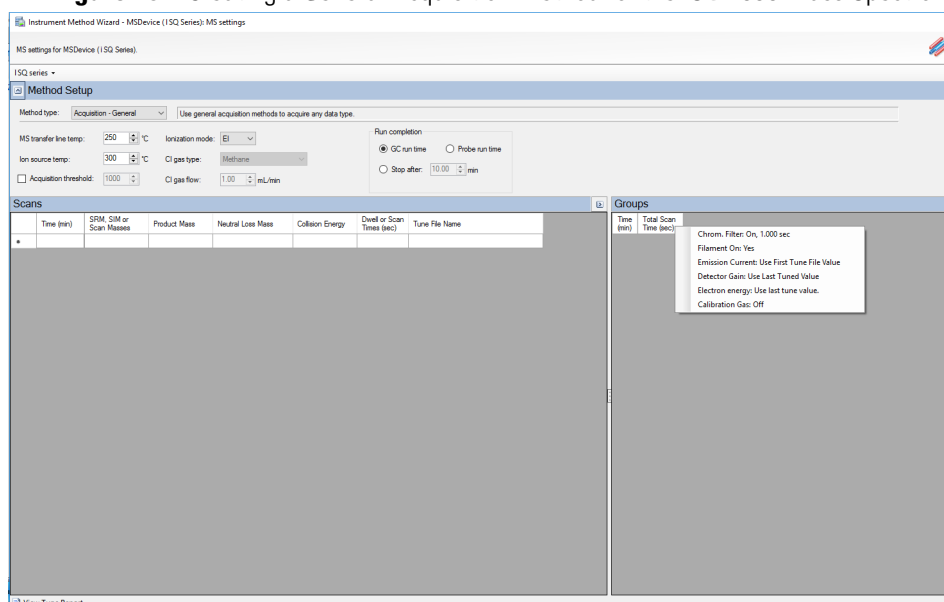 Creating a General Acquisition
Instrument Method Wizard - MSDevice (ISQ Series): MS settings
MS settings for MSDevice (ISQ Series).
ISQ series
Method Setup
Method type: Acquisition - General Use general acquisition methods to acquire any data type.
MS transfer line temp: 250 °C Ionization mode: EI
Run completion
GC run time Probe run time
Ion source temp: 300 °C CI gas type: Methane
Stop after: 10.00 min
Acquisition threshold: 1000 CI gas flow: 1.00 mL/min
Scans Groups
Time (min) SRM, SIM or Scan Masses Product Mass Neutral Loss Mass Collision Energy Dwell or Scan Times (sec) Tune File Name
Time (min) Total Scan Time (sec)
Chrom. Filter: On, 1.000 sec
Filament On: Yes
Emission Current: Use First Tune File Value
Detector Gain: Use Last Tuned Value
Electron energy: Use last tune value.
Calibration Gas: Off
View Tune Report